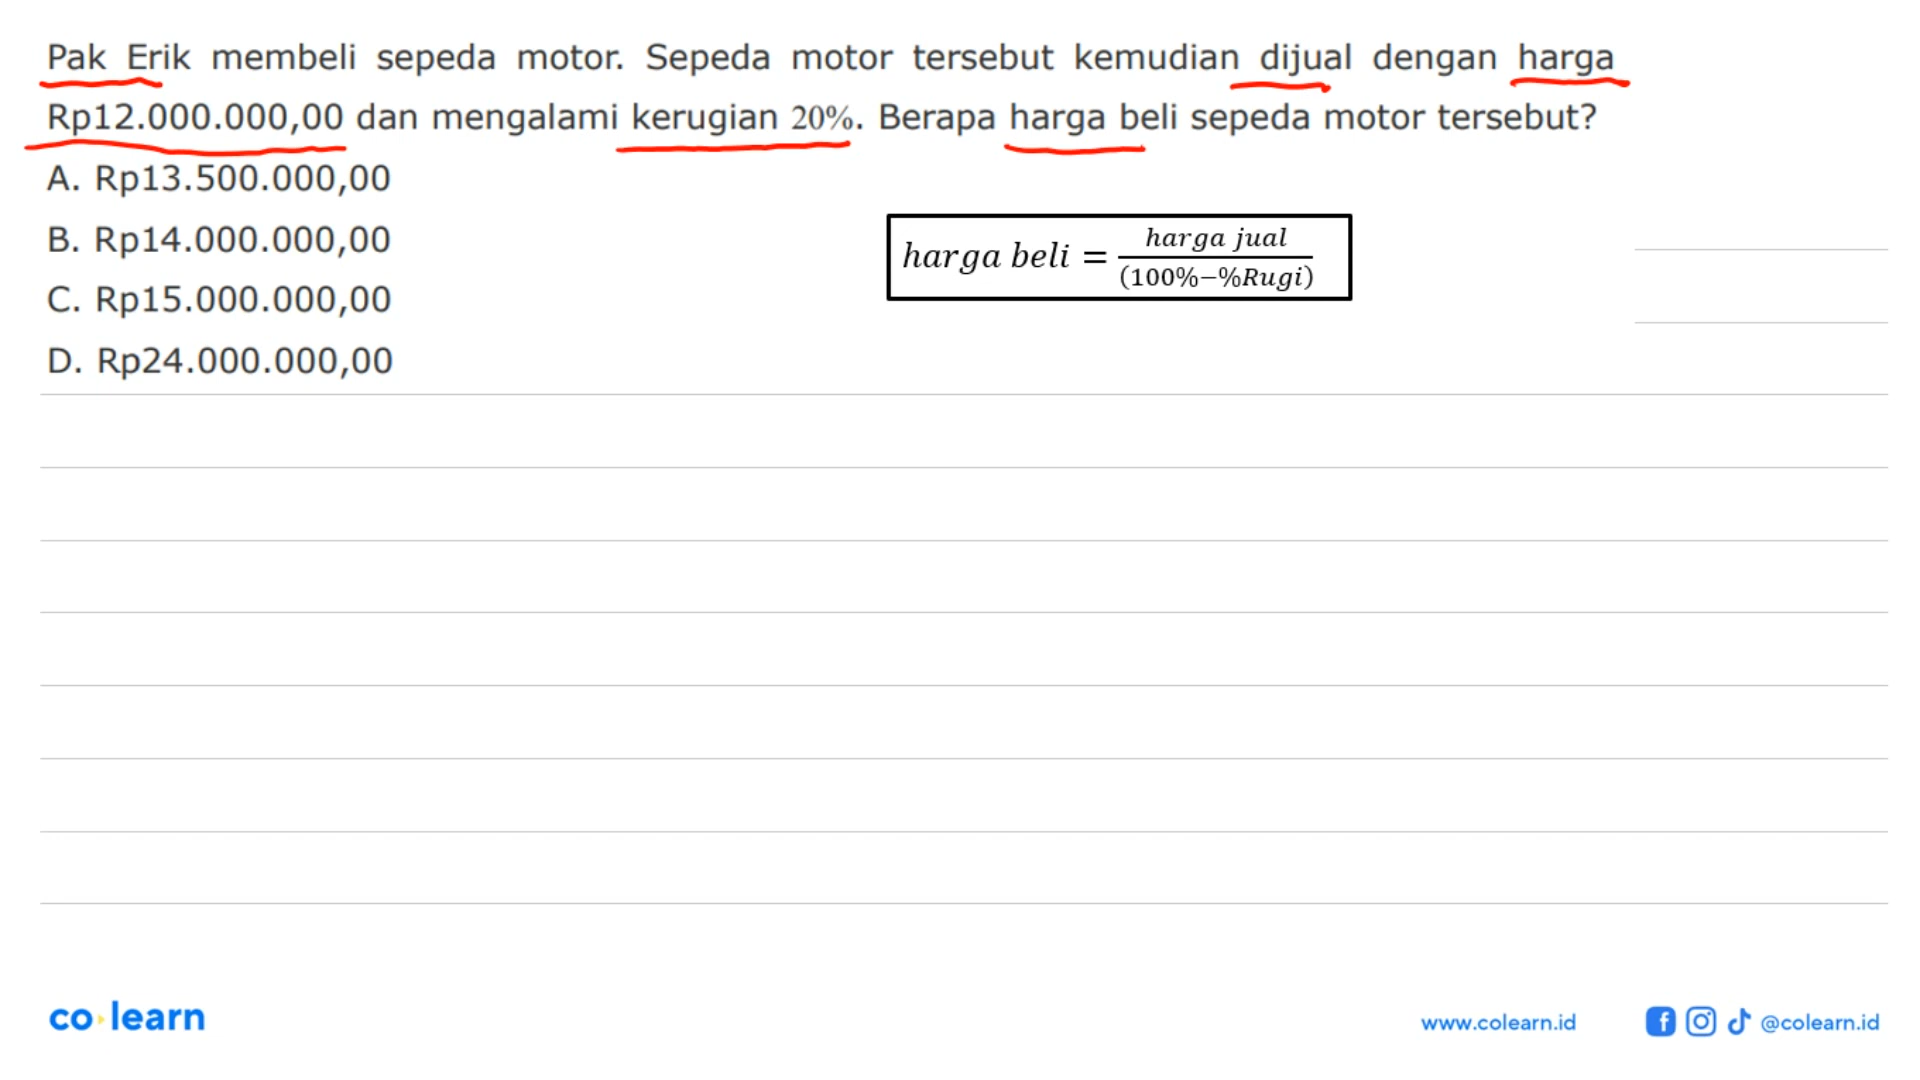 Pak Erik membeli sepeda motor. Sepeda motor tersebut kemudian dijual dengan harga
Rp12.000.000,00 dan mengalami kerugian 20%. Berapa harga beli sepeda motor tersebut?
A. Rp13.500.000,00
B. Rp14.000.000,00
C. Rp15.000.000,00
D. Rp24.000.000,00
harga beli = harga jual / (100%−%Rugi)
co learn
www.colearn.id
@colearn.id